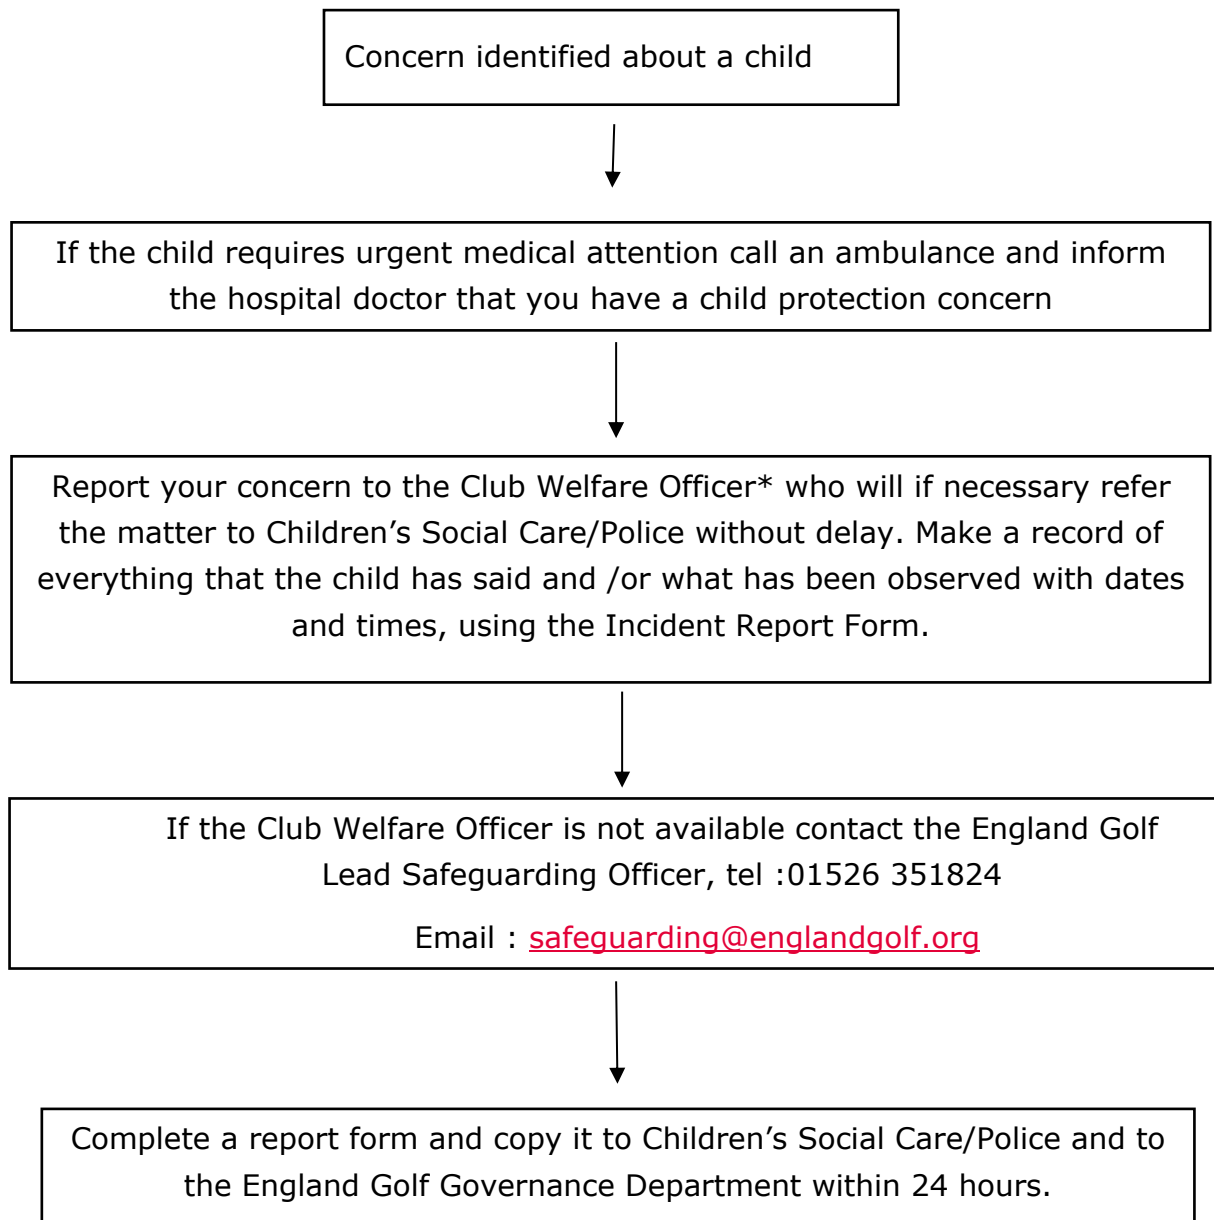 Concern identified about a child
If the child requires urgent medical attention call an ambulance and inform
the hospital doctor that you have a child protection concern
Report your concern to the Club Welfare Officer* who will if necessary refer
the matter to Children’s Social Care/Police without delay. Make a record of
everything that the child has said and /or what has been observed with dates
and times, using the Incident Report Form.
If the Club Welfare Officer is not available contact the England Golf
Lead Safeguarding Officer, tel :01526 351824
Email : safeguarding@englandgolf.org
Complete a report form and copy it to Children’s Social Care/Police and to
the England Golf Governance Department within 24 hours.